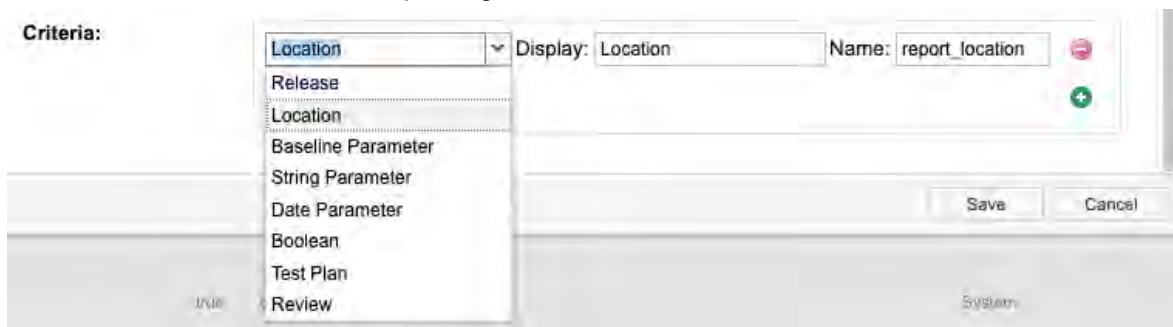 Criteria:
Location Display: Location Name: report_location
Release
Location
Baseline Parameter
String Parameter
Date Parameter
Boolean
Test Plan
Review
Save Cancel
true System